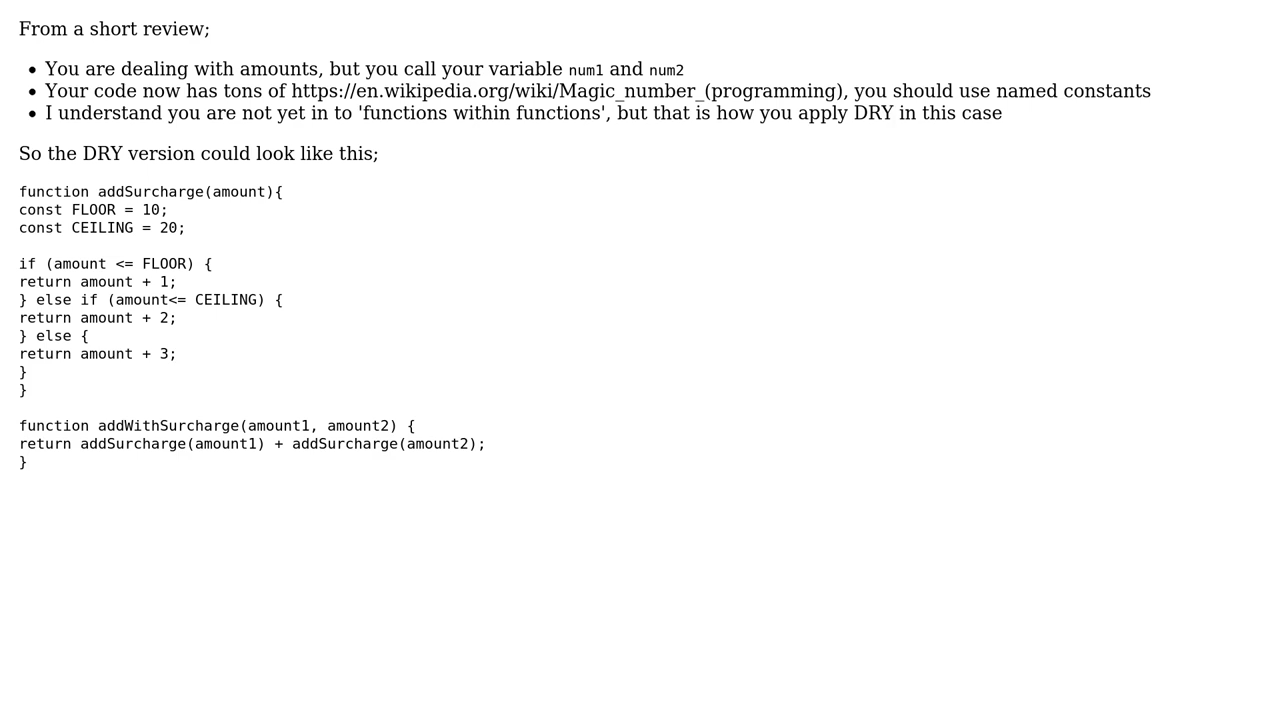 From a short review;
You are dealing with amounts, but you call your variable num1 and num2
Your code now has tons of https://en.wikipedia.org/wiki/Magic_number_(programming), you should use named constants
I understand you are not yet in to 'functions within functions', but that is how you apply DRY in this case
So the DRY version could look like this;
function addSurcharge(amount){
const FLOOR = 10;
const CEILING = 20;
if (amount <= FLOOR) {
return amount + 1;
} else if (amount<= CEILING) {
return amount + 2;
} else {
return amount + 3;
}
}
function addWithSurcharge(amount1, amount2) {
return addSurcharge(amount1) + addSurcharge(amount2);
}